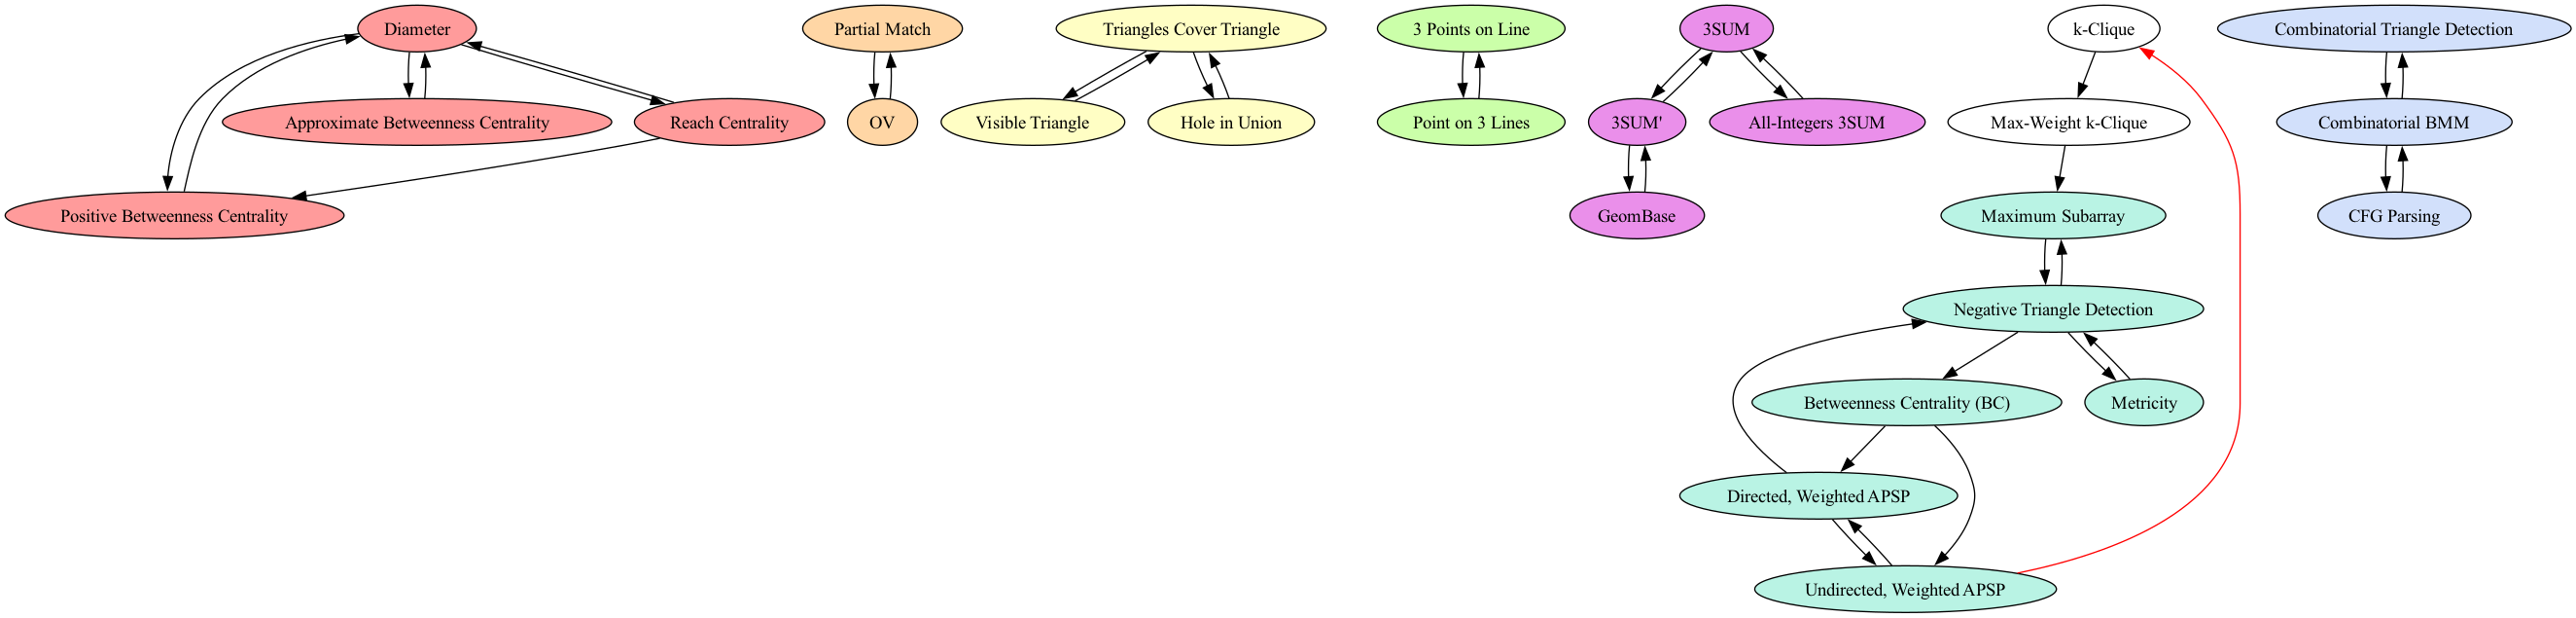 Diameter
Partial Match
Triangles Cover Triangle
3 Points on Line
3SUM
k-Clique
Combinatorial Triangle Detection
Approximate Betweenness Centrality
Reach Centrality
OV
Visible Triangle
Hole in Union
Point on 3 Lines
3SUM'
All-Integers 3SUM
Max-Weight k-Clique
Combinatorial BMM
Positive Betweenness Centrality
GeomBase
Maximum Subarray
CFG Parsing
Negative Triangle Detection
Betweenness Centrality (BC)
Metricity
Directed, Weighted APSP
Undirected, Weighted APSP